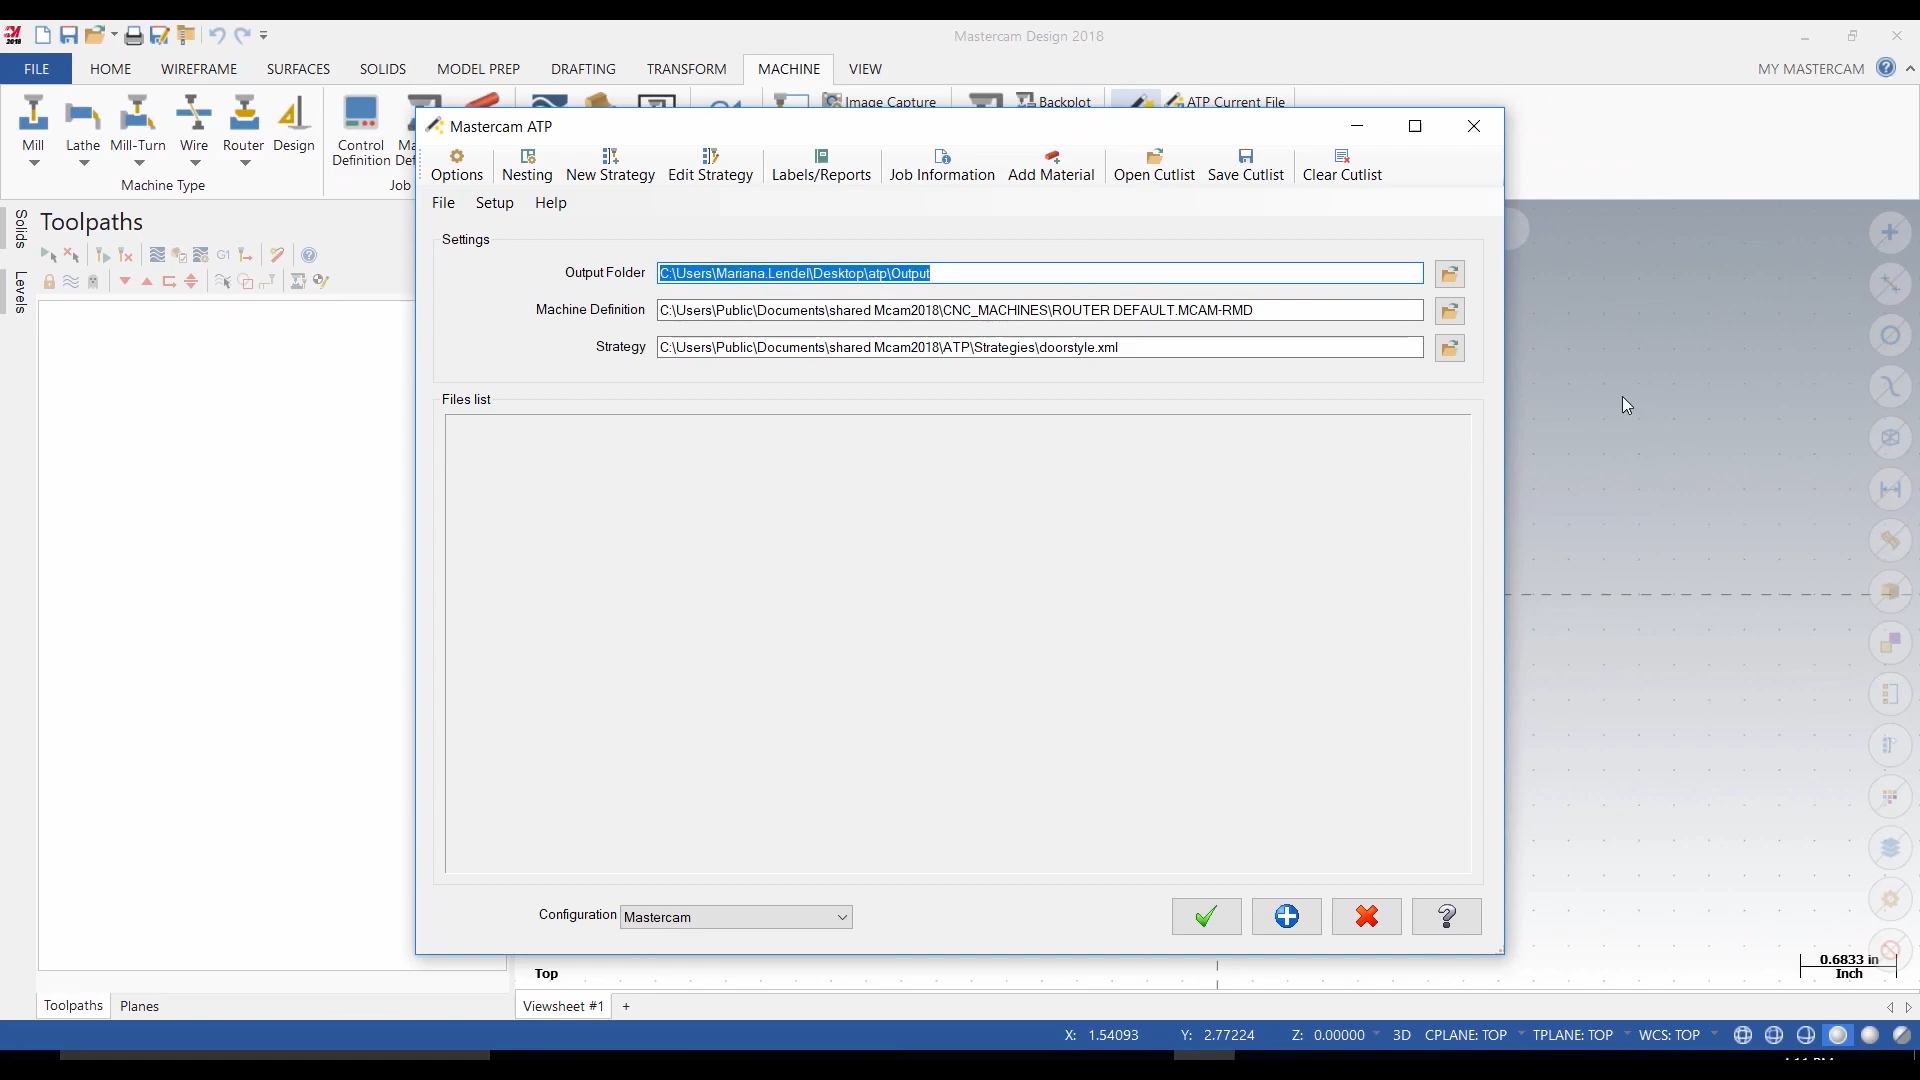 2018
Mastercam Design 2018
FILE HOME WIREFRAME SURFACES SOLIDS MODEL PREP DRAFTING TRANSFORM MACHINE VIEW MY MASTERCAM
Image Capture Backplot ATP Current File
Mill Lathe Mill-Turn Wire Router Design Control Definition
Machine Type Job
Mastercam ATP
Options Nesting New Strategy Edit Strategy Labels/Reports Job Information Add Material Open Cutlist Save Cutlist Clear Cutlist
File Setup Help
Solids
Levels
Toolpaths
G1
Settings
Output Folder C:\Users\Mariana.Lendel\Desktop\atp\Output
Machine Definition C:\Users\Public\Documents\shared Mcam2018\CNC_MACHINES\ROUTER DEFAULT.MCAM-RMD
Strategy C:\Users\Public\Documents\shared Mcam2018\ATP\Strategies\doorstyle.xml
Files list
Configuration Mastercam
Top
0.6833 in
Inch
Toolpaths Planes Viewsheet #1 +
X: 1.54093 Y: 2.77224 Z: 0.00000 3D CPLANE: TOP TPLANE: TOP WCS: TOP